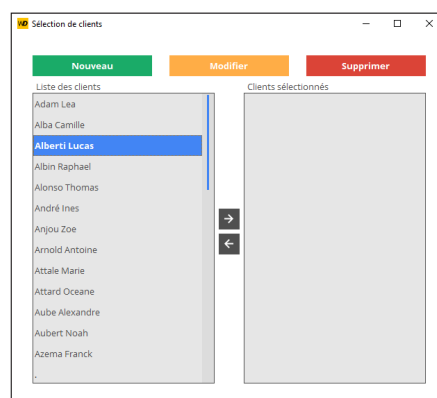 WD Sélection de clients
Nouveau Modifier Supprimer
Liste des clients Clients sélectionnés
Adam Lea
Alba Camille
Alberti Lucas
Albin Raphael
Alonso Thomas
André Ines
Anjou Zoe
Arnold Antoine
Attale Marie
Attard Oceane
Aube Alexandre
Aubert Noah
Azema Franck